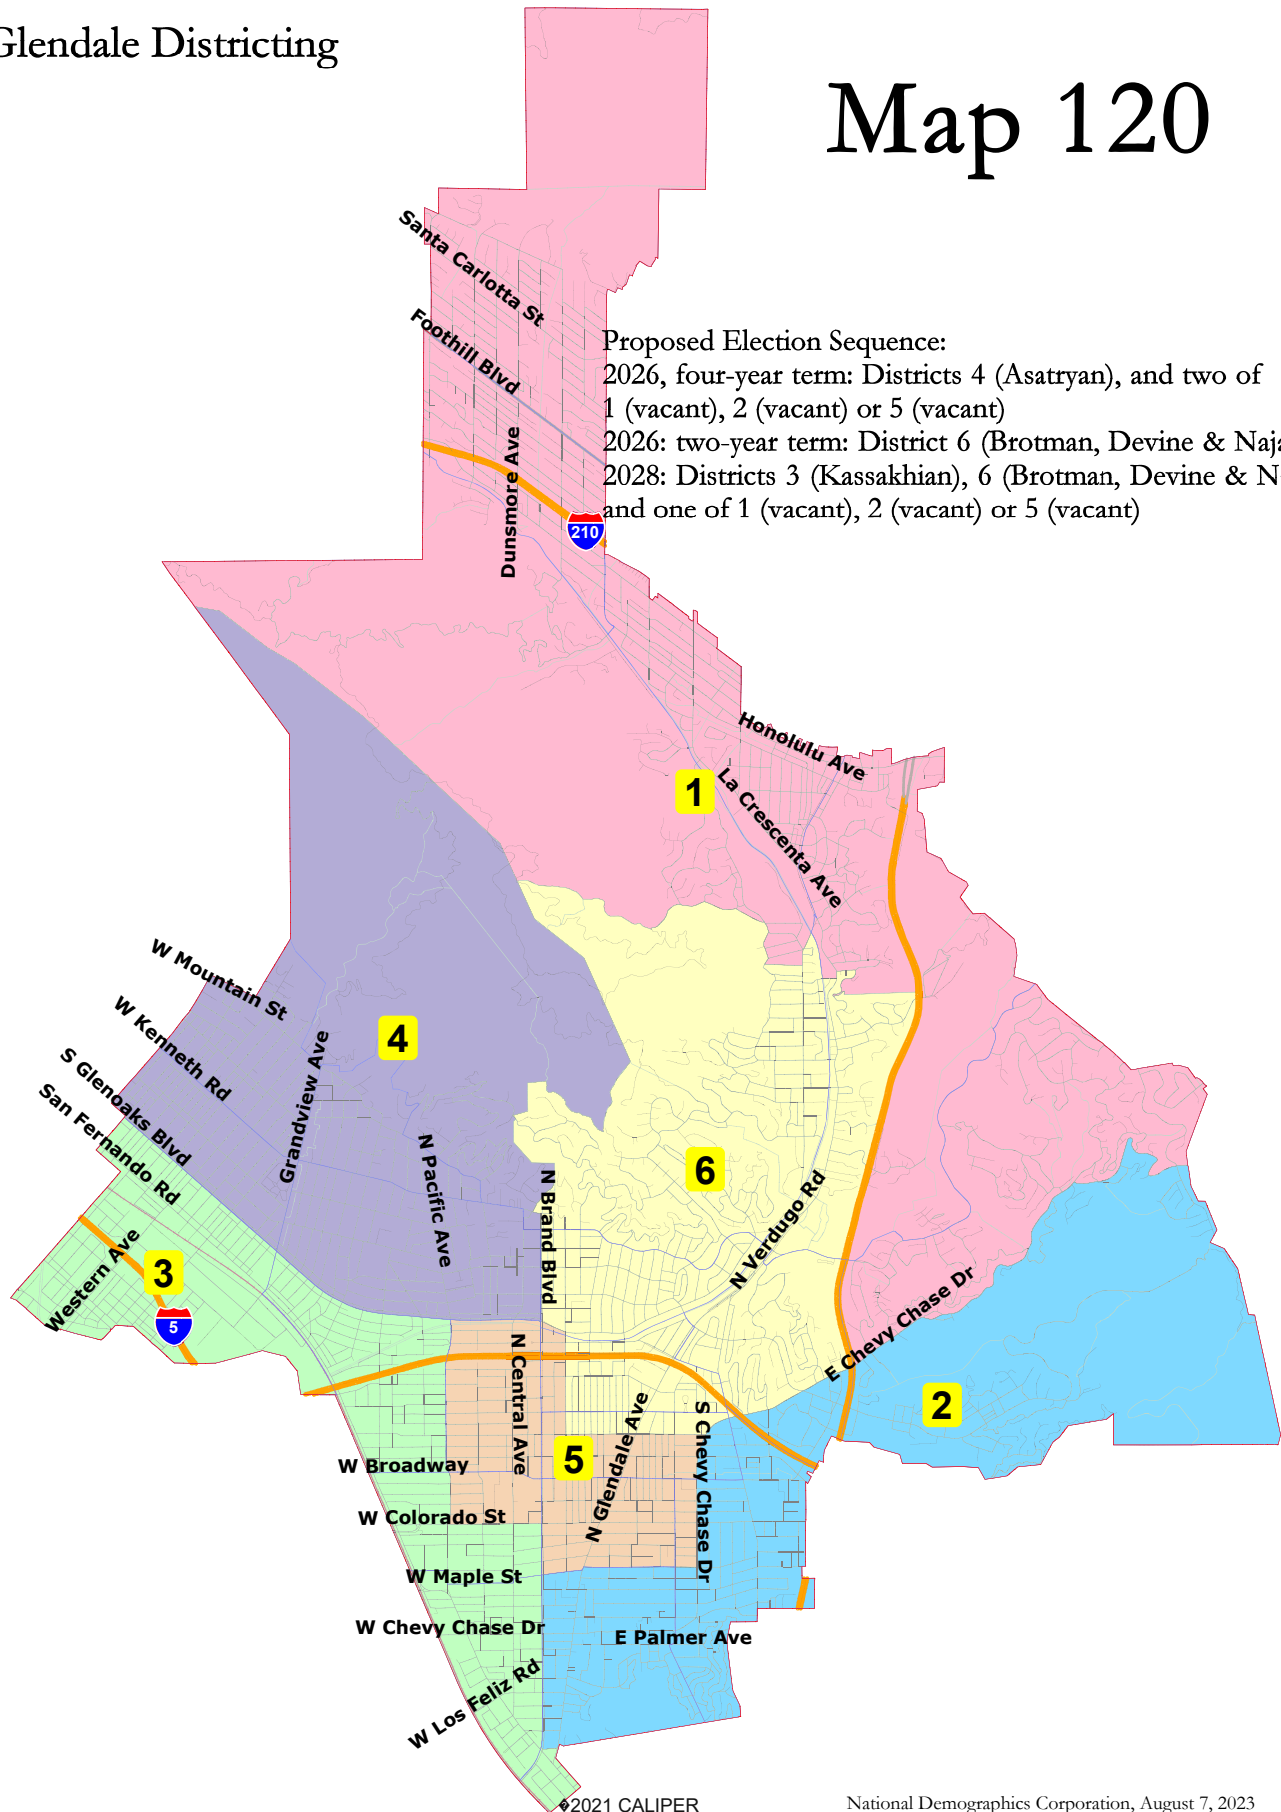 Glendale Districting
Map 120
Santa Carlotta St
Foothill Blvd
Proposed Election Sequence:
2026, four-year term: Districts 4 (Asatryan), and two of
1 (vacant), 2 (vacant) or 5 (vacant)
2026: two-year term: District 6 (Brotman, Devine & Naja
2028: Districts 3 (Kassakhian), 6 (Brotman, Devine & N
and one of 1 (vacant), 2 (vacant) or 5 (vacant)
Dunsmore Ave
210
Honolulu Ave
1
La Crescenta Ave
W Mountain St
W Kenneth Rd
4
S Glenoaks Blvd
San Fernando Rd
Grandview Ave
N Pacific Ave
6
N Brand Blvd
N Verdugo Rd
Western Ave
3
5
E Chevy Chase Dr
N Central Ave
2
N Glendale Ave
S Chevy Chase Dr
5
W Broadway
W Colorado St
W Maple St
W Chevy Chase Dr
E Palmer Ave
W Los Feliz Rd
�2021 CALIPER
National Demographics Corporation, August 7, 2023